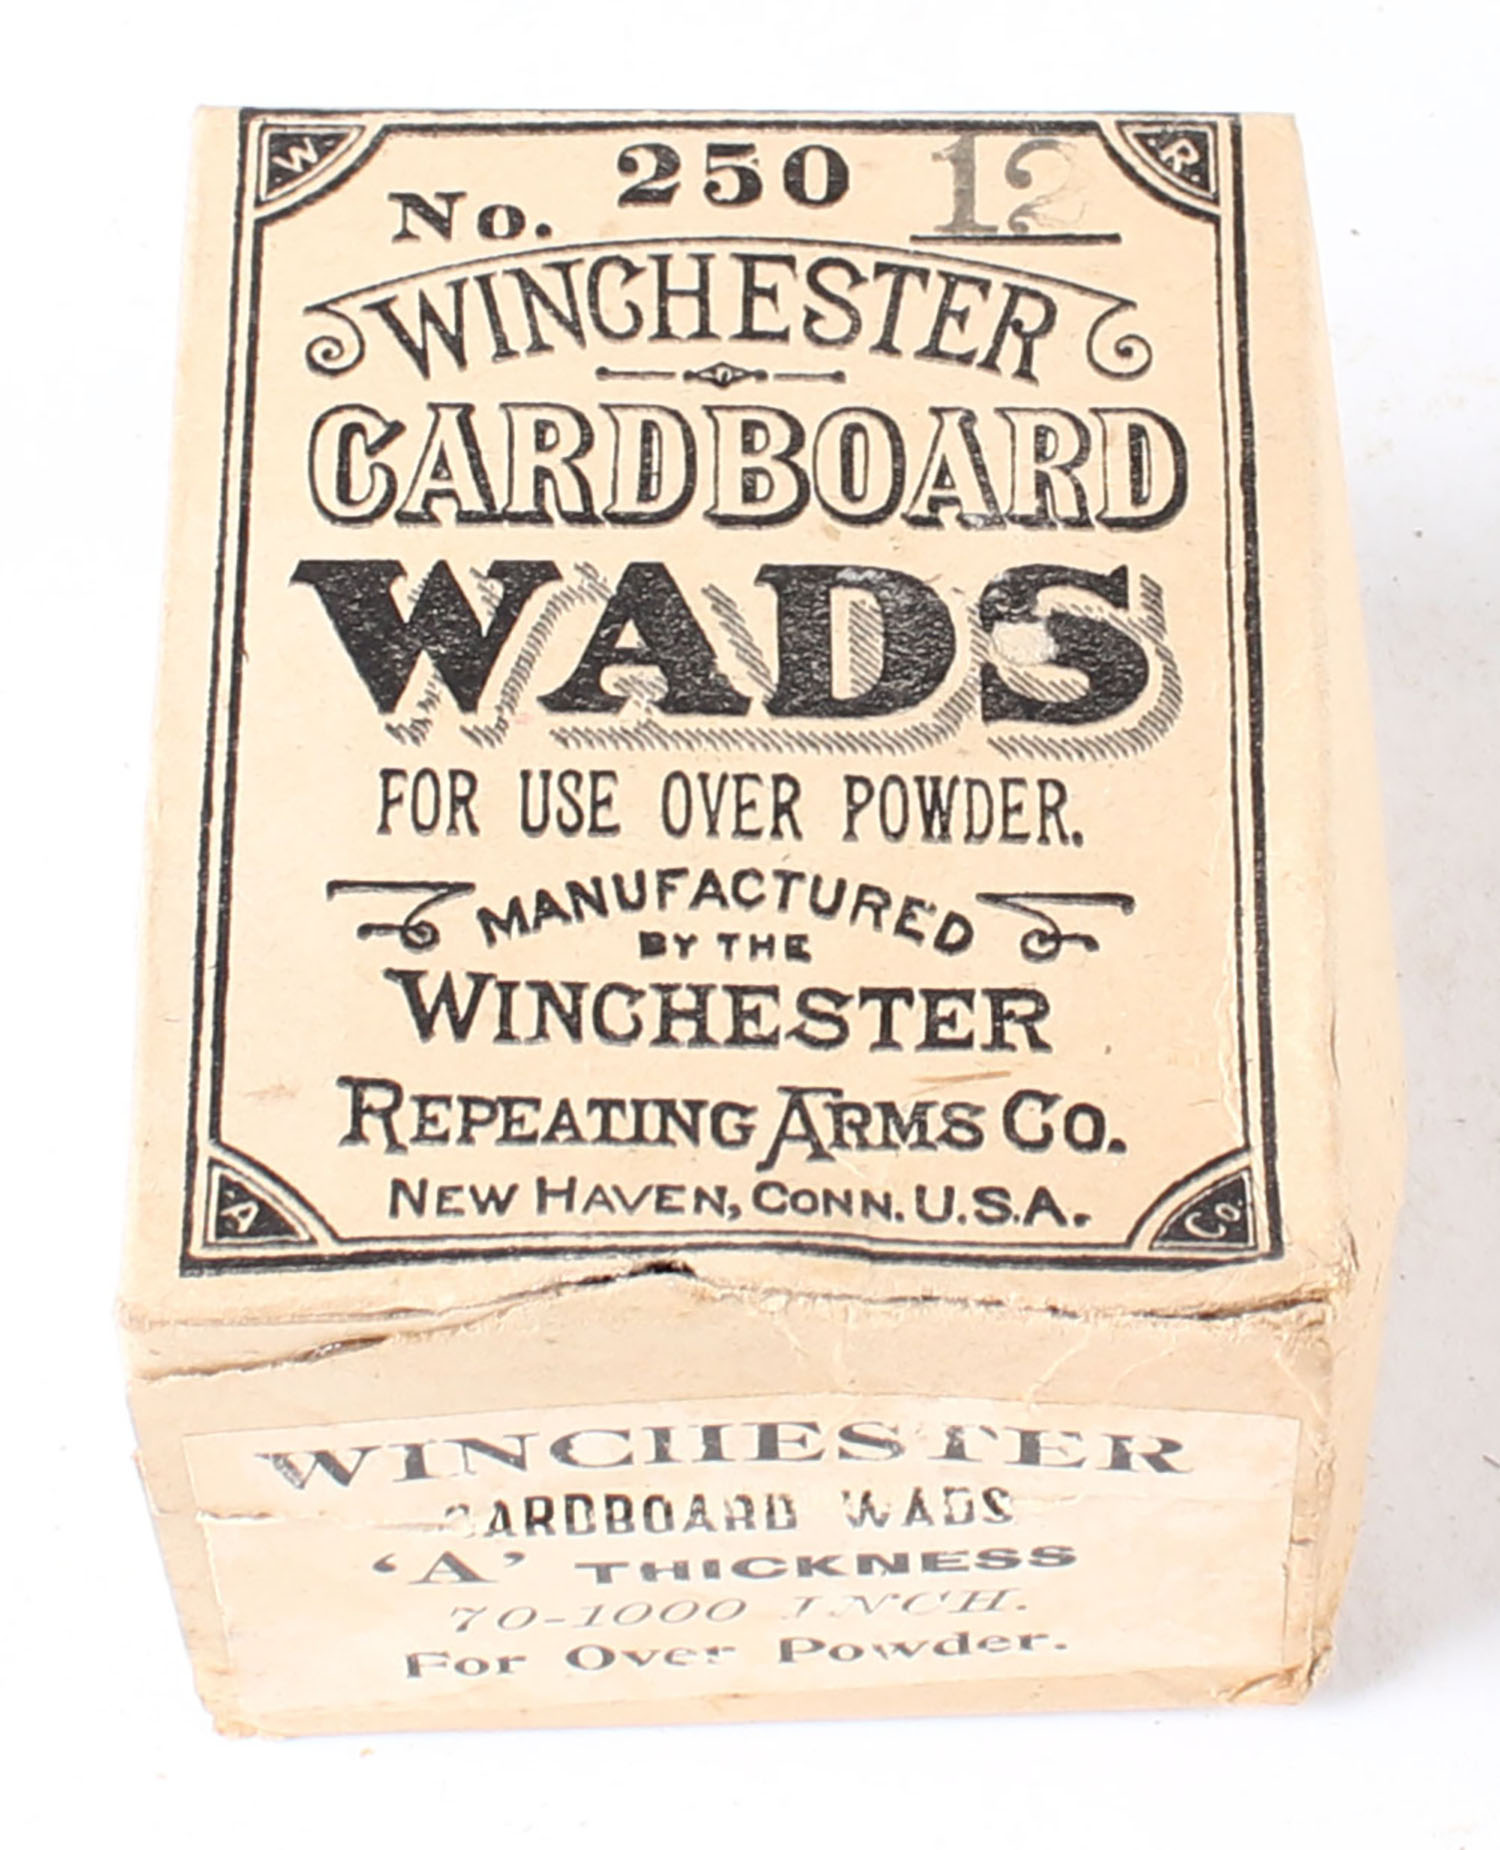 W R.
No. 250 12
WINCHESTER
CARDBOARD
WADS
FOR USE OVER POWDER.
MANUFACTURED
BY THE
WINCHESTER
REPEATING ARMS CO.
NEW HAVEN, CONN. U.S.A.
A Co.
WINCHESTER
CARDBOARD WADS
‘A’ THICKNESS
70-1000 INCH.
For Over Powder.